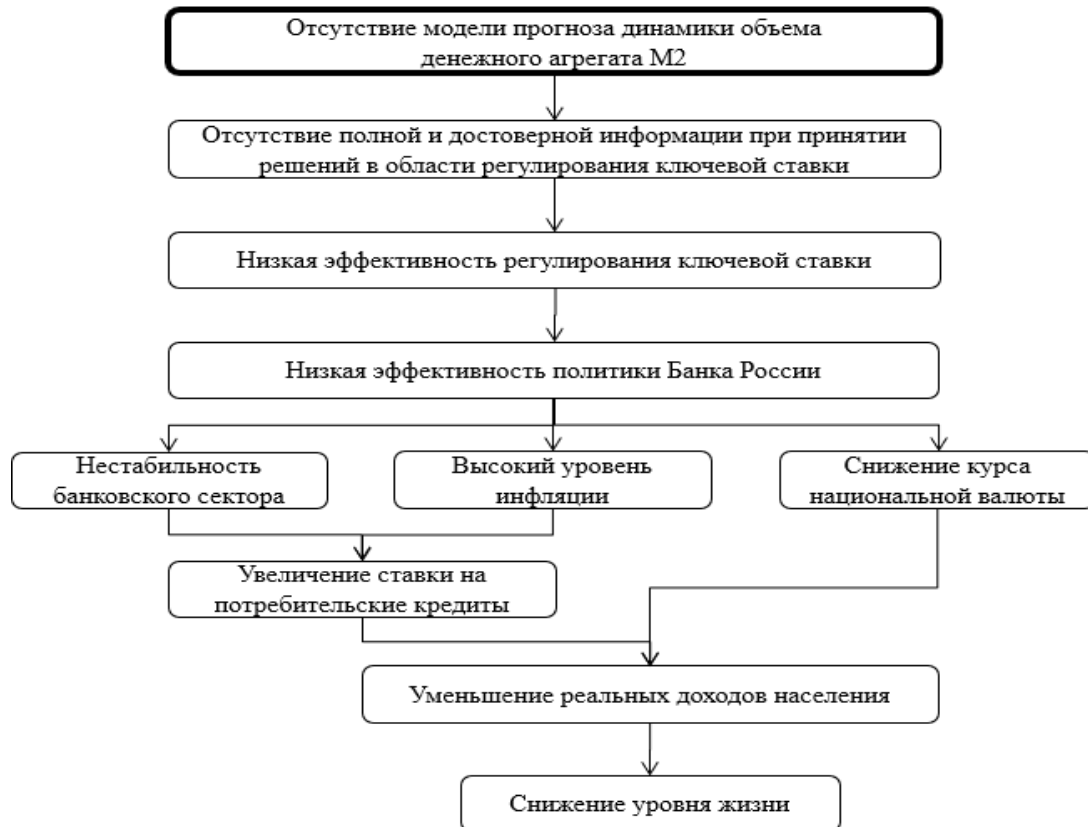 Отсутствие модели прогноза динамики объема
денежного агрегата М2
Отсутствие полной и достоверной информации при принятии
решений в области регулирования ключевой ставки
Низкая эффективность регулирования ключевой ставки
Низкая эффективность политики Банка России
Нестабильность
банковского сектора
Высокий уровень
инфляции
Снижение курса
национальной валюты
Увеличение ставки на
потребительские кредиты
Уменьшение реальных доходов населения
Снижение уровня жизни